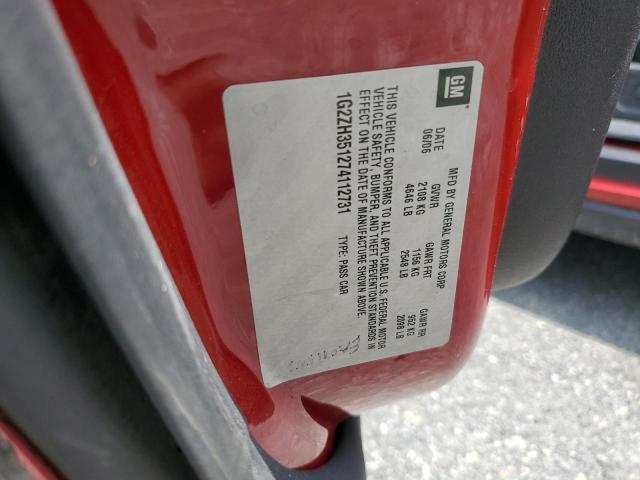 GM
MFD BY GENERAL MOTORS CORP
DATE GVWR GAWR FRT GAWR RR
06/06 2108 KG 1156 KG 952 KG
4646 LB 2548 LB 2098 LB
THIS VEHICLE CONFORMS TO ALL APPLICABLE U.S. FEDERAL MOTOR
VEHICLE SAFETY, BUMPER, AND THEFT PREVENTION STANDARDS IN
EFFECT ON THE DATE OF MANUFACTURE SHOWN ABOVE.
1G2ZH351274112731 TYPE: PASS CAR